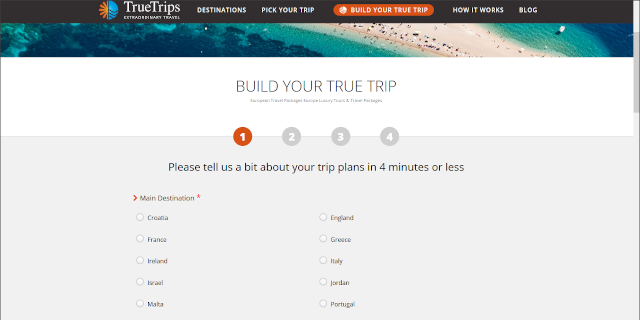 TrueTrips
EXTRAORDINARY TRAVEL
DESTINATIONS PICK YOUR TRIP BUILD YOUR TRUE TRIP HOW IT WORKS BLOG
BUILD YOUR TRUE TRIP
European Travel Packages Europe Luxury Tours & Travel Packages
1 2 3 4
Please tell us a bit about your trip plans in 4 minutes or less
Main Destination *
Croatia England
France Greece
Ireland Italy
Israel Jordan
Malta Portugal